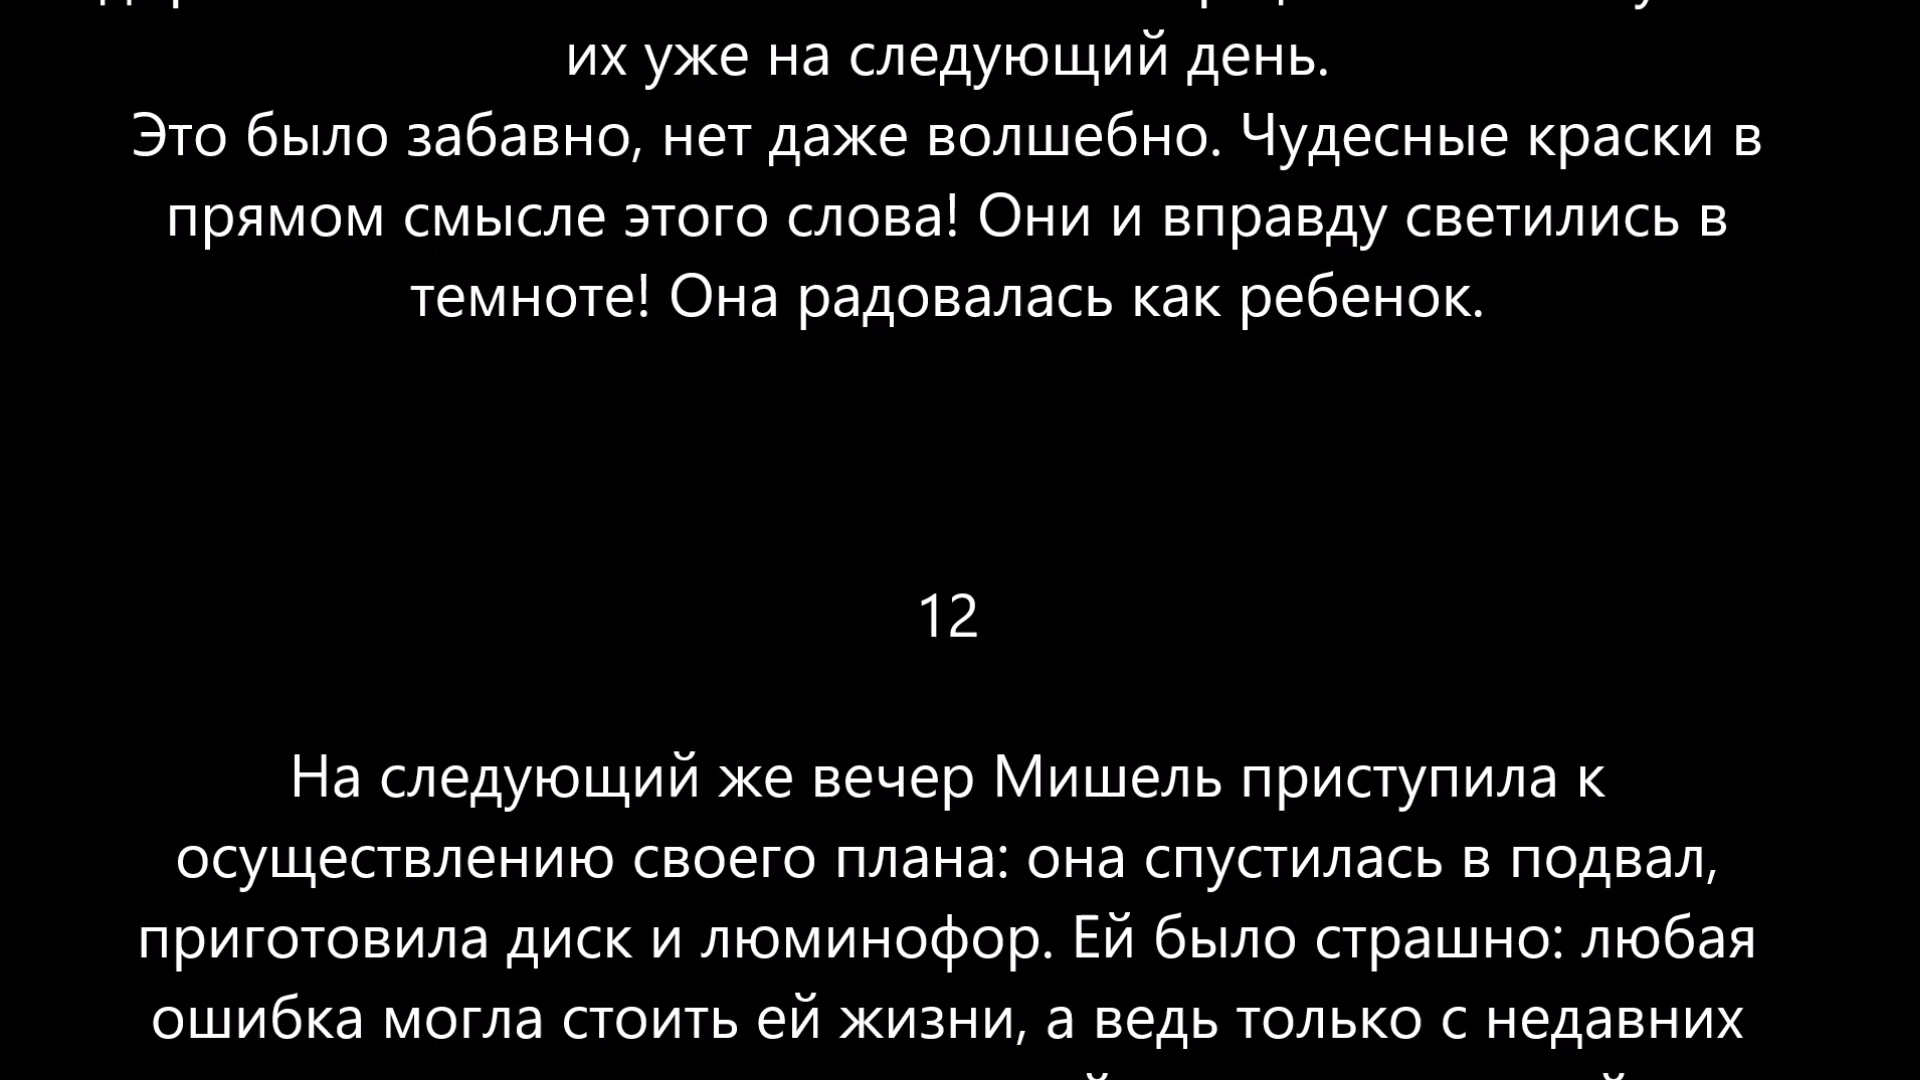 их уже на следующий день.
Это было забавно, нет даже волшебно. Чудесные краски в
прямом смысле этого слова! Они и вправду светились в
темноте! Она радовалась как ребенок.
12
На следующий же вечер Мишель приступила к
осуществлению своего плана: она спустилась в подвал,
приготовила диск и люминофор. Ей было страшно: любая
ошибка могла стоить ей жизни, а ведь только с недавних